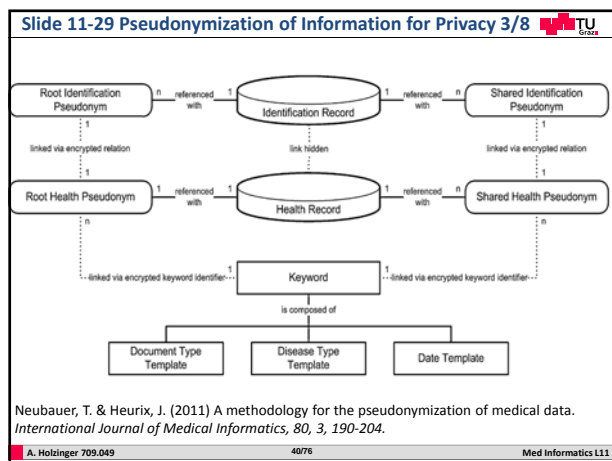 Slide 11-29 Pseudonymization of Information for Privacy 3/8
TU
Graz
Root Identification
Pseudonym
n
referenced
with
1
Identification Record
1
referenced
with
n
Shared Identification
Pseudonym
1
linked via encrypted relation
1
link hidden
1
linked via encrypted relation
1
Root Health Pseudonym
1
referenced
with
1
Health Record
1
referenced
with
n
Shared Health Pseudonym
n
linked via encrypted keyword identifier
1
Keyword
1
linked via encrypted keyword identifier
n
is composed of
Document Type
Template
Disease Type
Template
Date Template
Neubauer, T. & Heurix, J. (2011) A methodology for the pseudonymization of medical data.
International Journal of Medical Informatics, 80, 3, 190-204.
A. Holzinger 709.049
40/76
Med Informatics L11